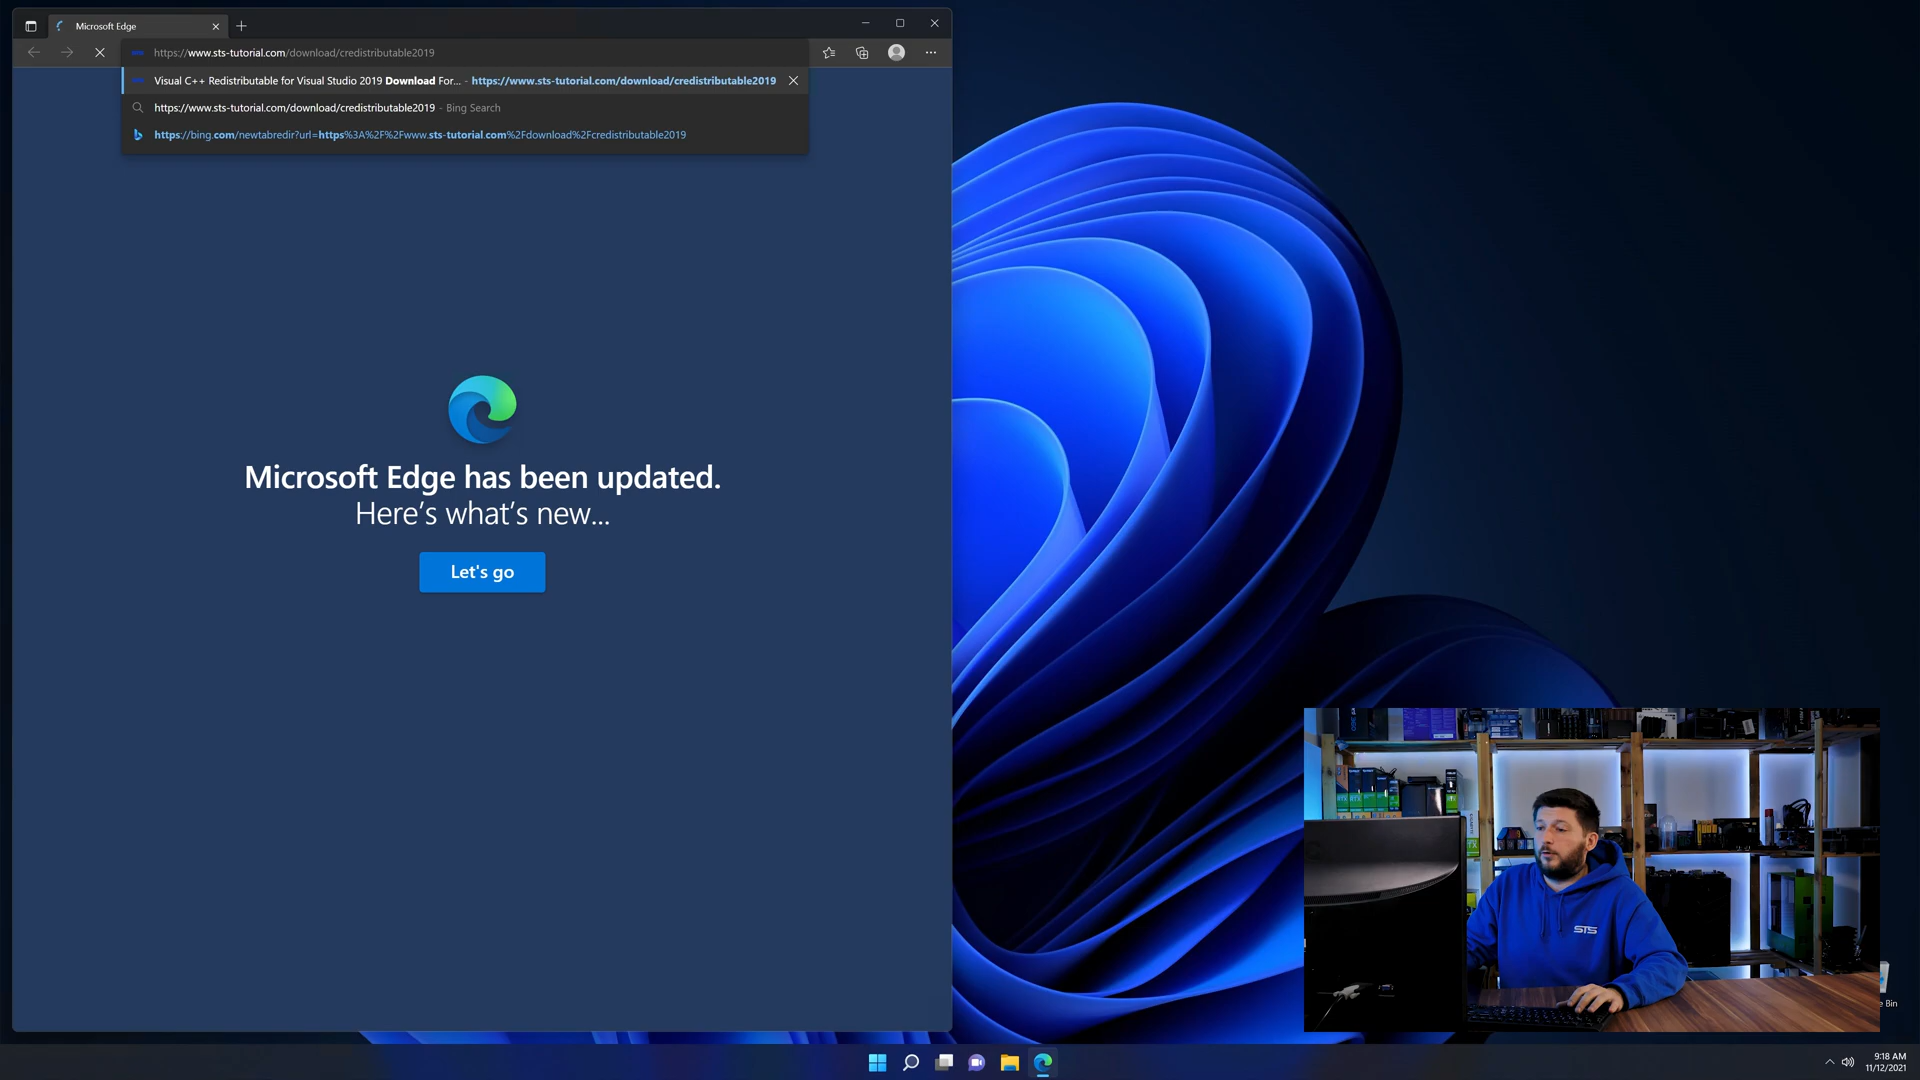 Microsoft Edge
https://www.sts-tutorial.com/download/credistributable2019
Visual C++ Redistributable for Visual Studio 2019 Download For... - https://www.sts-tutorial.com/download/credistributable2019
https://www.sts-tutorial.com/download/credistributable2019 - Bing Search
https://bing.com/newtabredir?url=https%3A%2F%2Fwww.sts-tutorial.com%2Fdownload%2Fcredistributable2019
Microsoft Edge has been updated.
Here's what's new...
Let's go
STS
e Bin
9:18 AM
11/12/2021